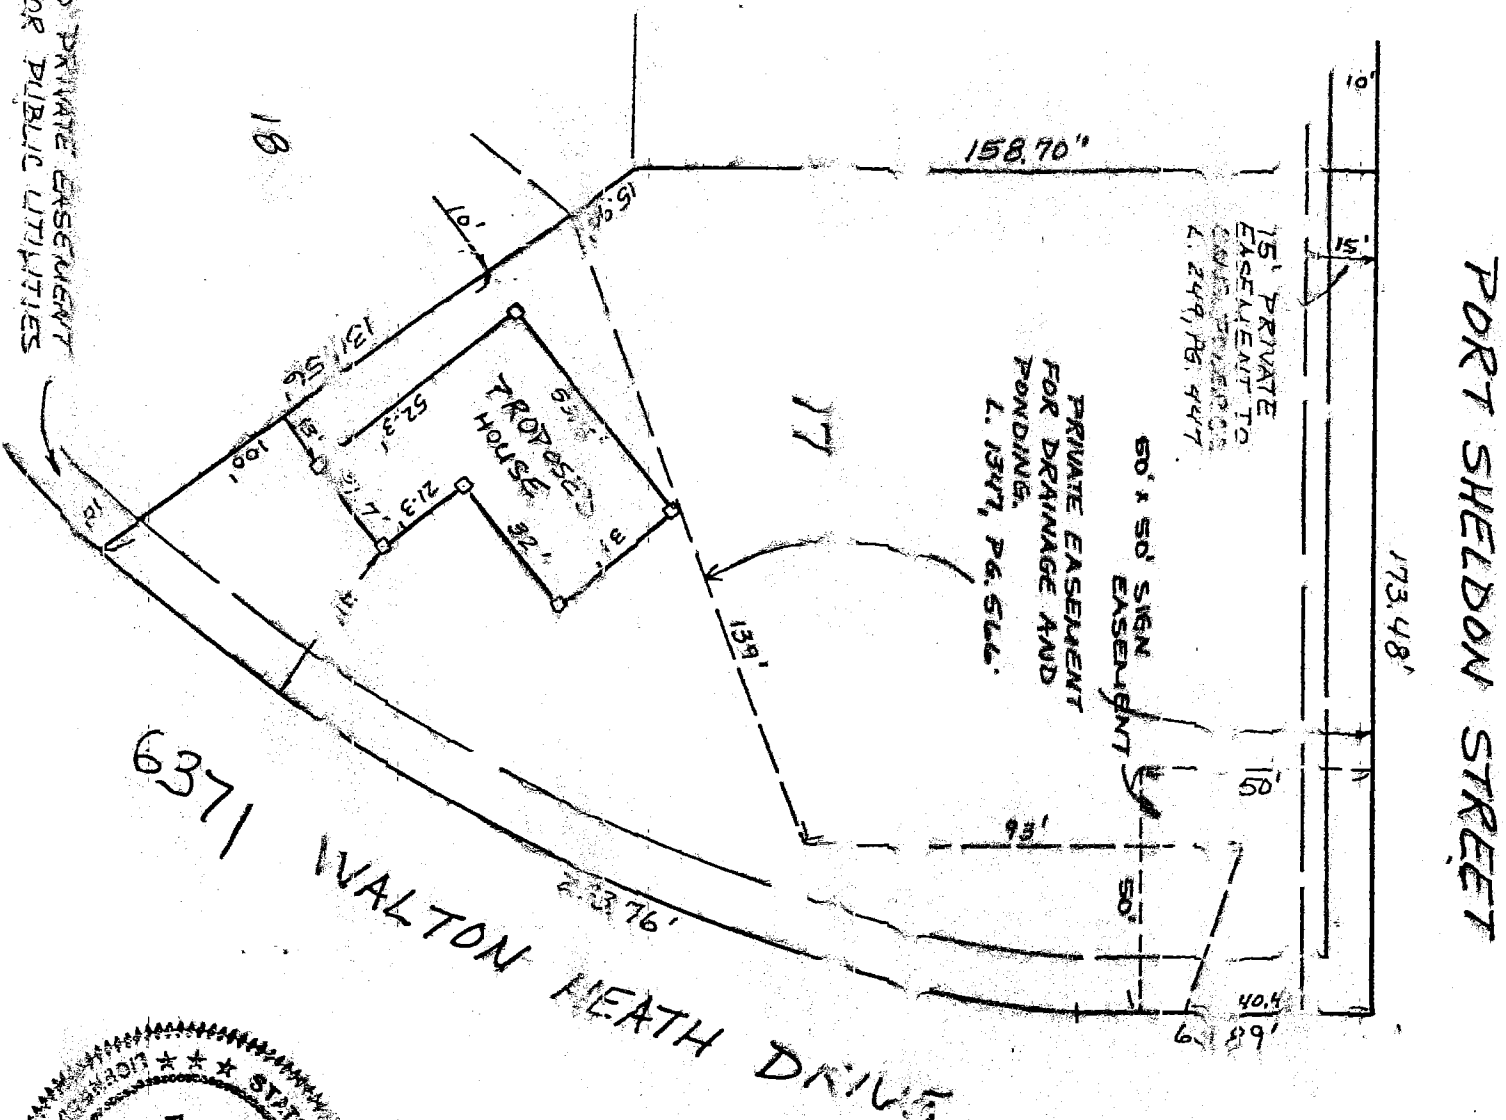 PORT SHELDON STREET
173.48'
10'
158.70'
15'
15' PRIVATE
EASEMENT TO
L. 249, PG. 447
50' x 50' SIGN
EASEMENT
PRIVATE EASEMENT
FOR DRAINAGE AND
PONDING.
L. 1347, PG. 566
17
18
PRIVATE EASEMENT
FOR PUBLIC UTILITIES
10'
131.56'
100'
13'
52.3'
PROPOSED
HOUSE
21.3'
32'
31'
139'
93'
50'
50'
40.4
10'
6371 WALTON HEATH DRIVE
STAT